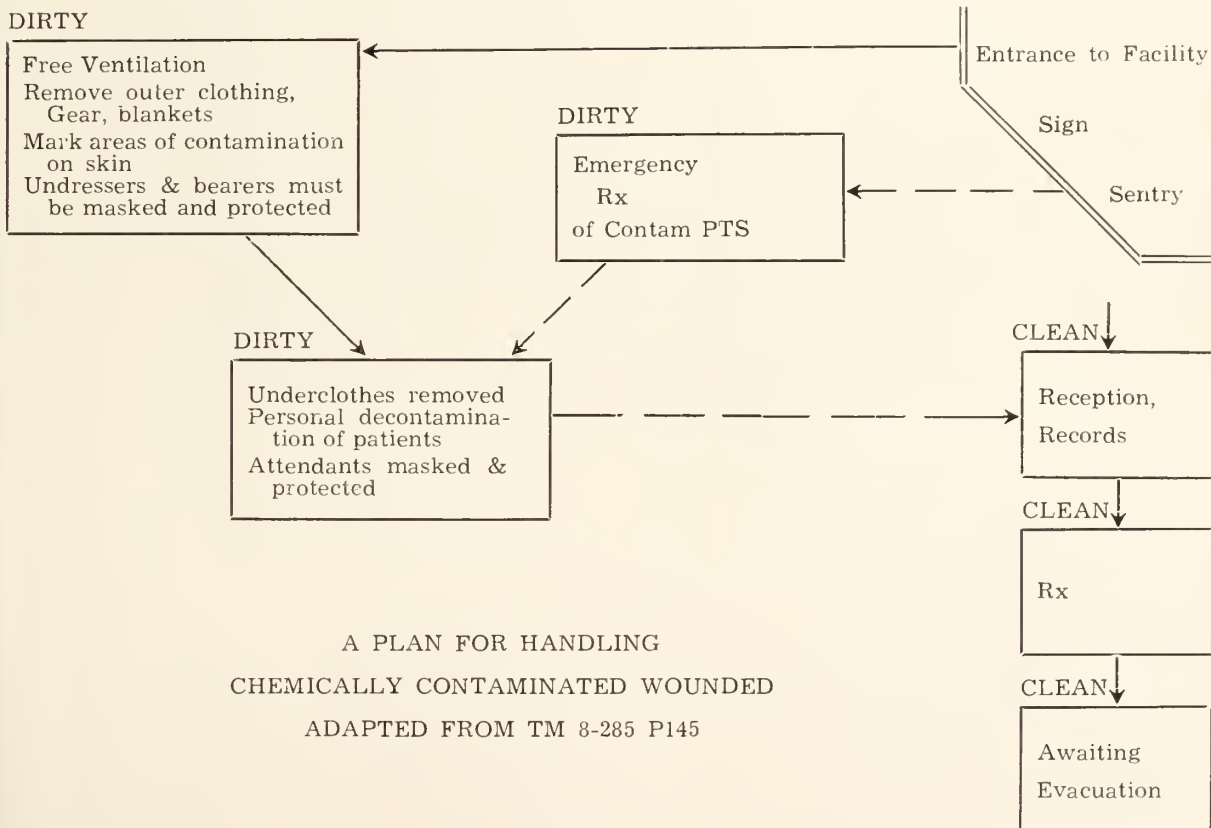 DIRTY
Free Ventilation
Remove outer clothing,
Gear, blankets
Mark areas of contamination
on skin
Undressers & bearers must
be masked and protected
Entrance to Facility
Sign
Sentry
DIRTY
Emergency
Rx
of Contam PTS
DIRTY
Underclothes removed
Personal decontamina-
tion of patients
Attendants masked &
protected
CLEAN
Reception,
Records
CLEAN
Rx
CLEAN
Awaiting
Evacuation
A PLAN FOR HANDLING
CHEMICALLY CONTAMINATED WOUNDED
ADAPTED FROM TM 8-285 P145